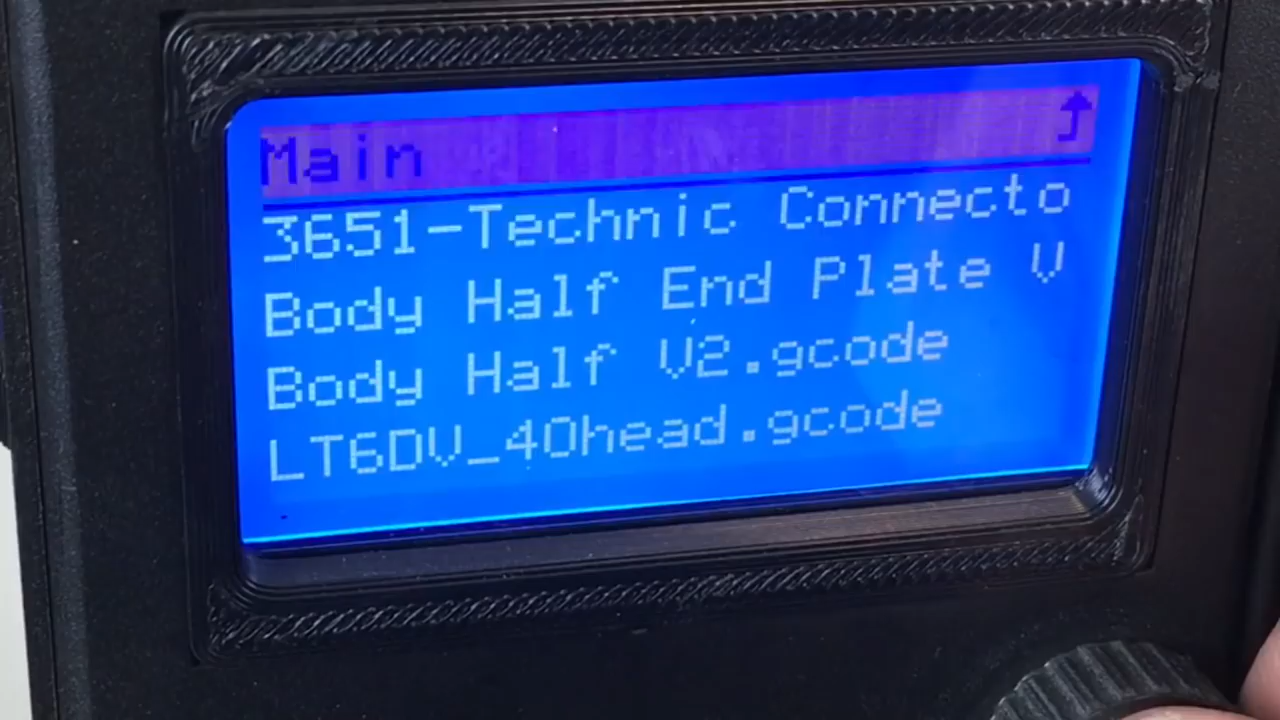 Main
3651-Technic Connecto
Body Half End Plate V
Body Half V2.gcode
LT6DV_40head.gcode